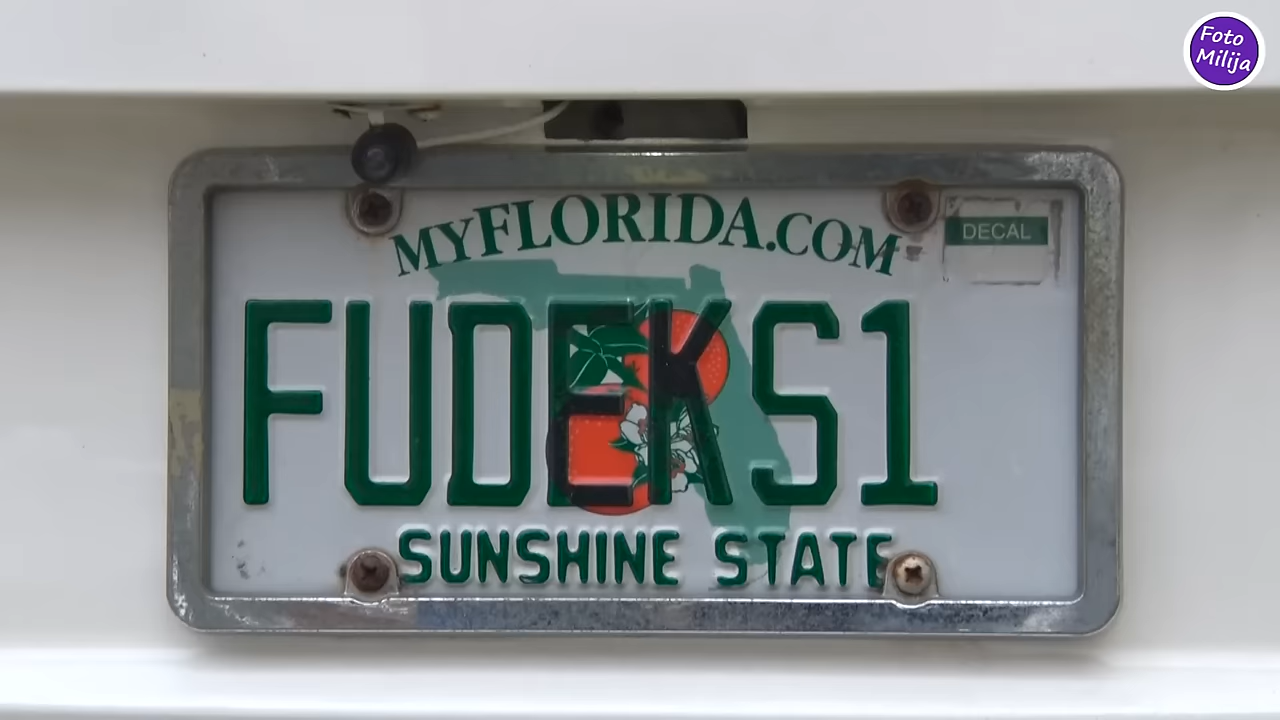 Foto
Milija
MYFLORIDA.COM
DECAL
FUDEKS1
SUNSHINE STATE